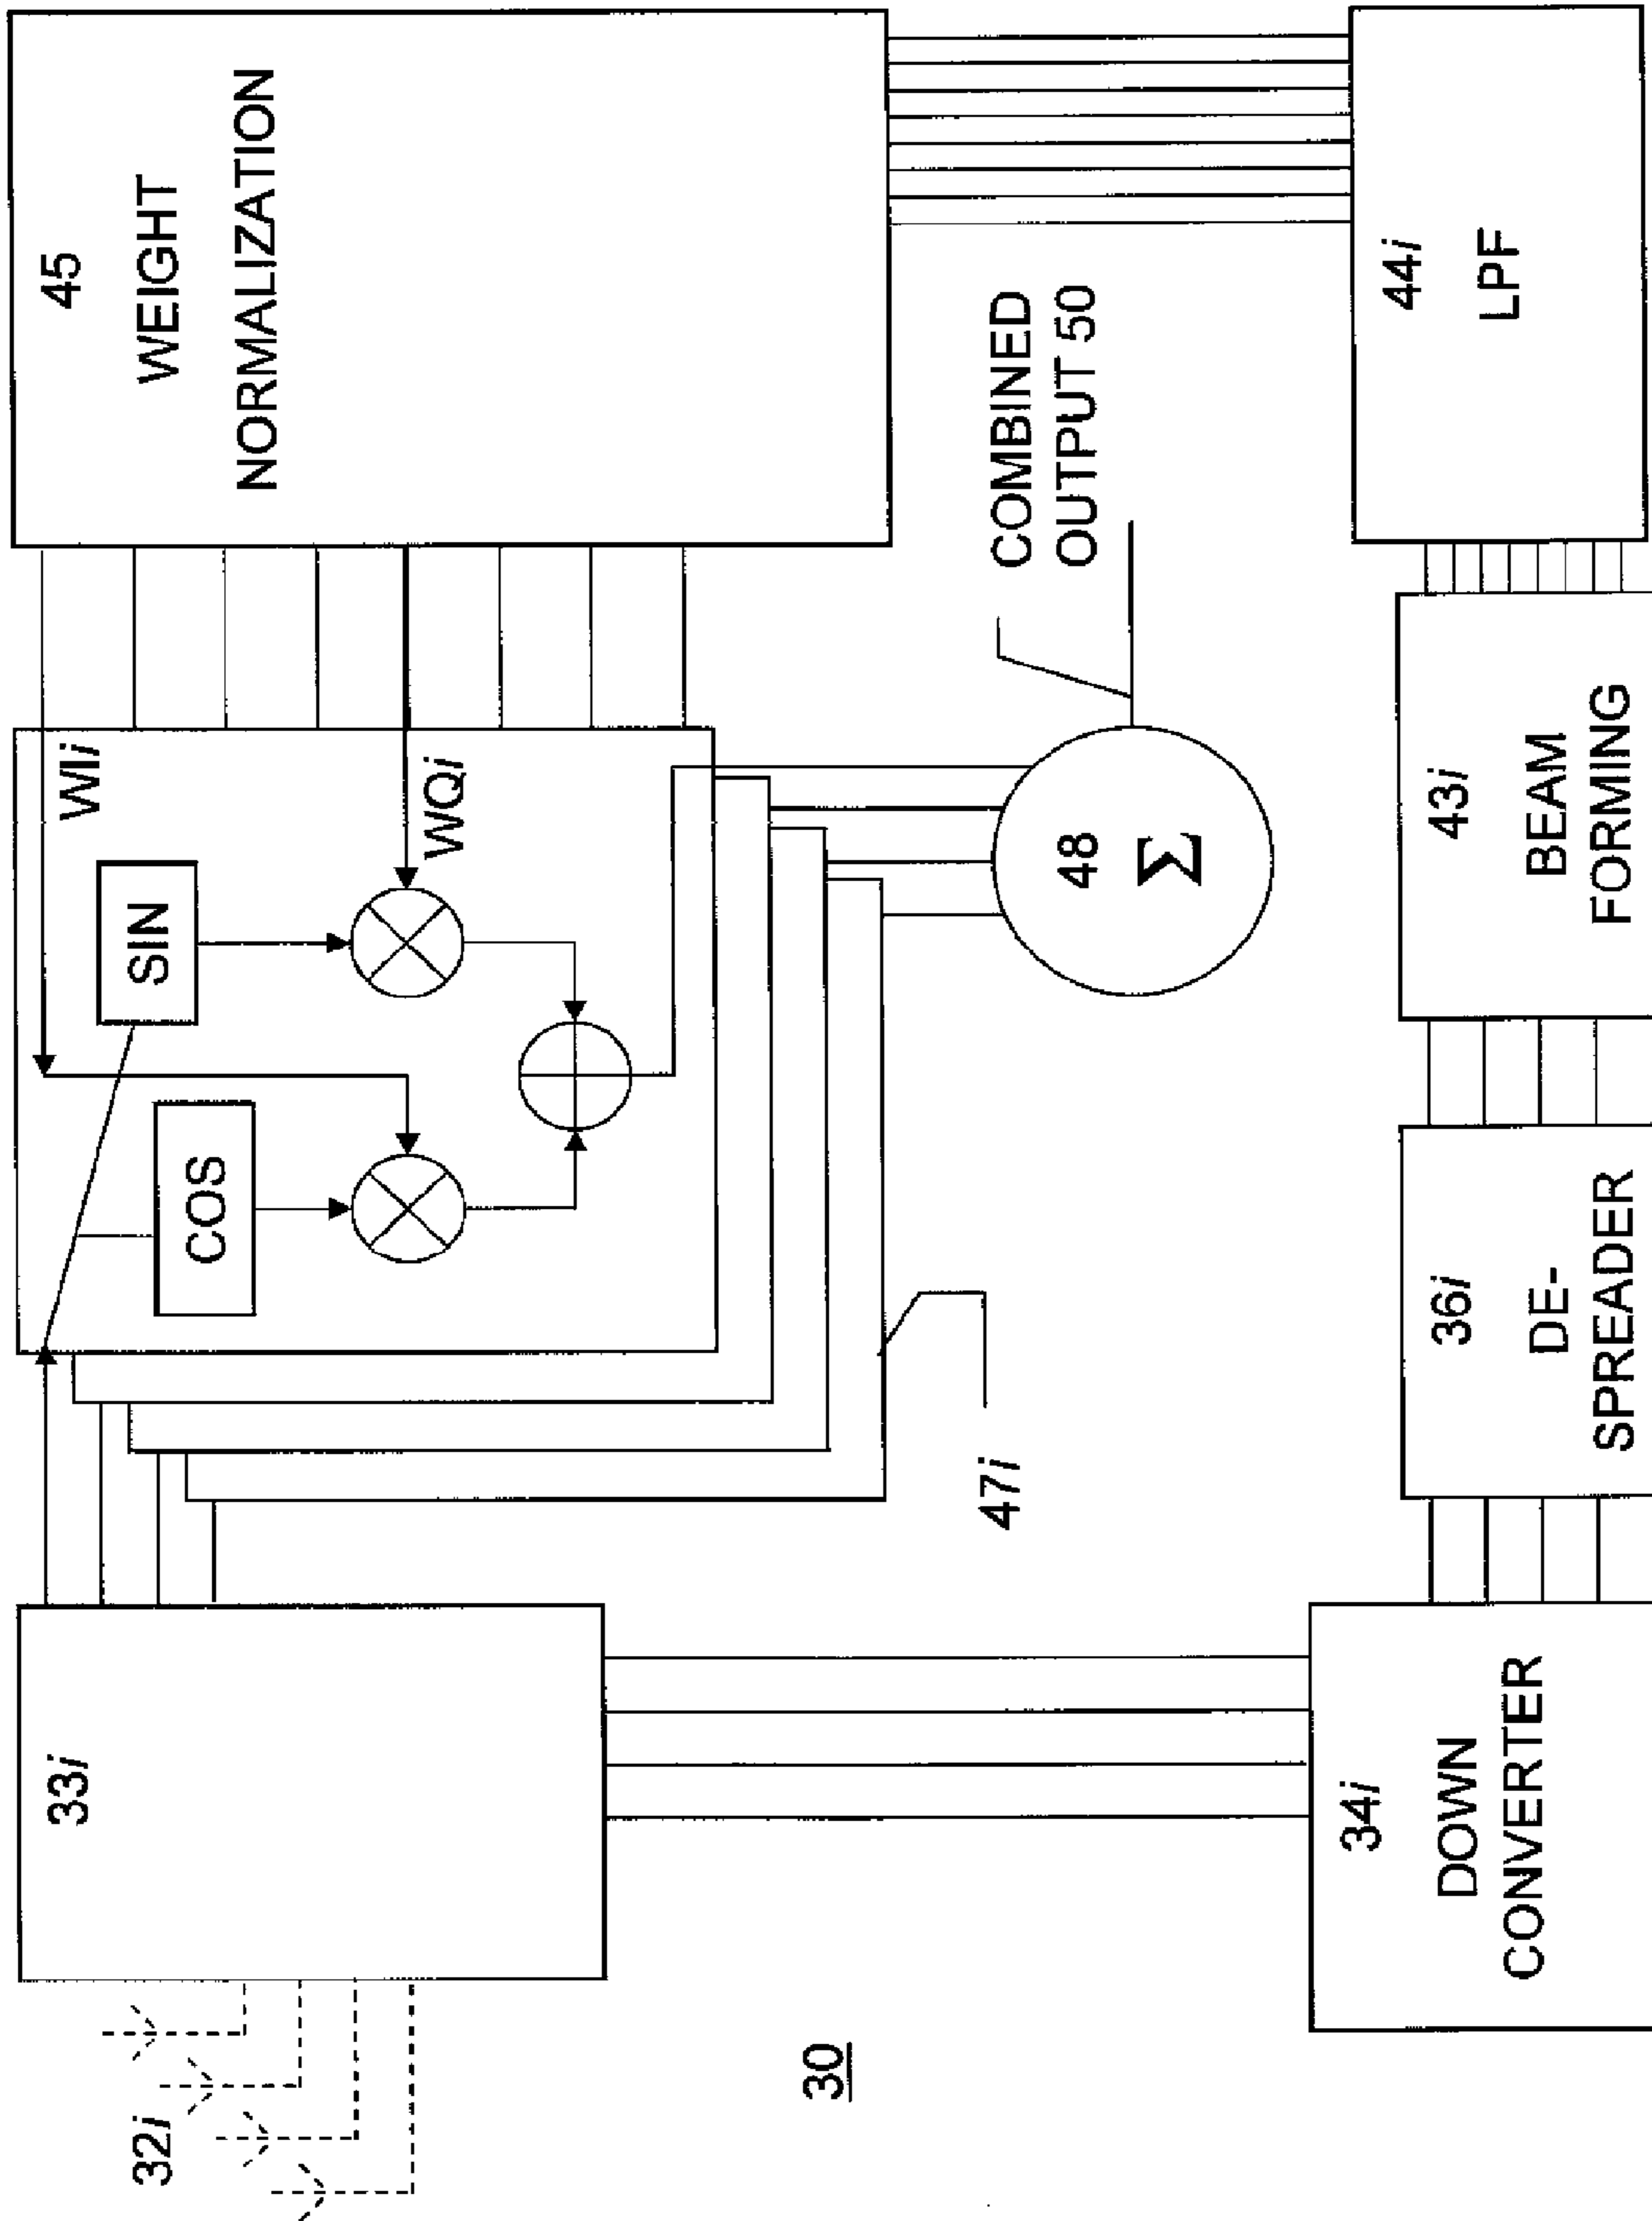 32i
33i
COS
SIN
WIi
WQi
45
WEIGHT
NORMALIZATION
47i
48
Σ
COMBINED
OUTPUT 50
30
34i
DOWN
CONVERTER
36i
DE-
SPREADER
43i
BEAM
FORMING
44i
LPF